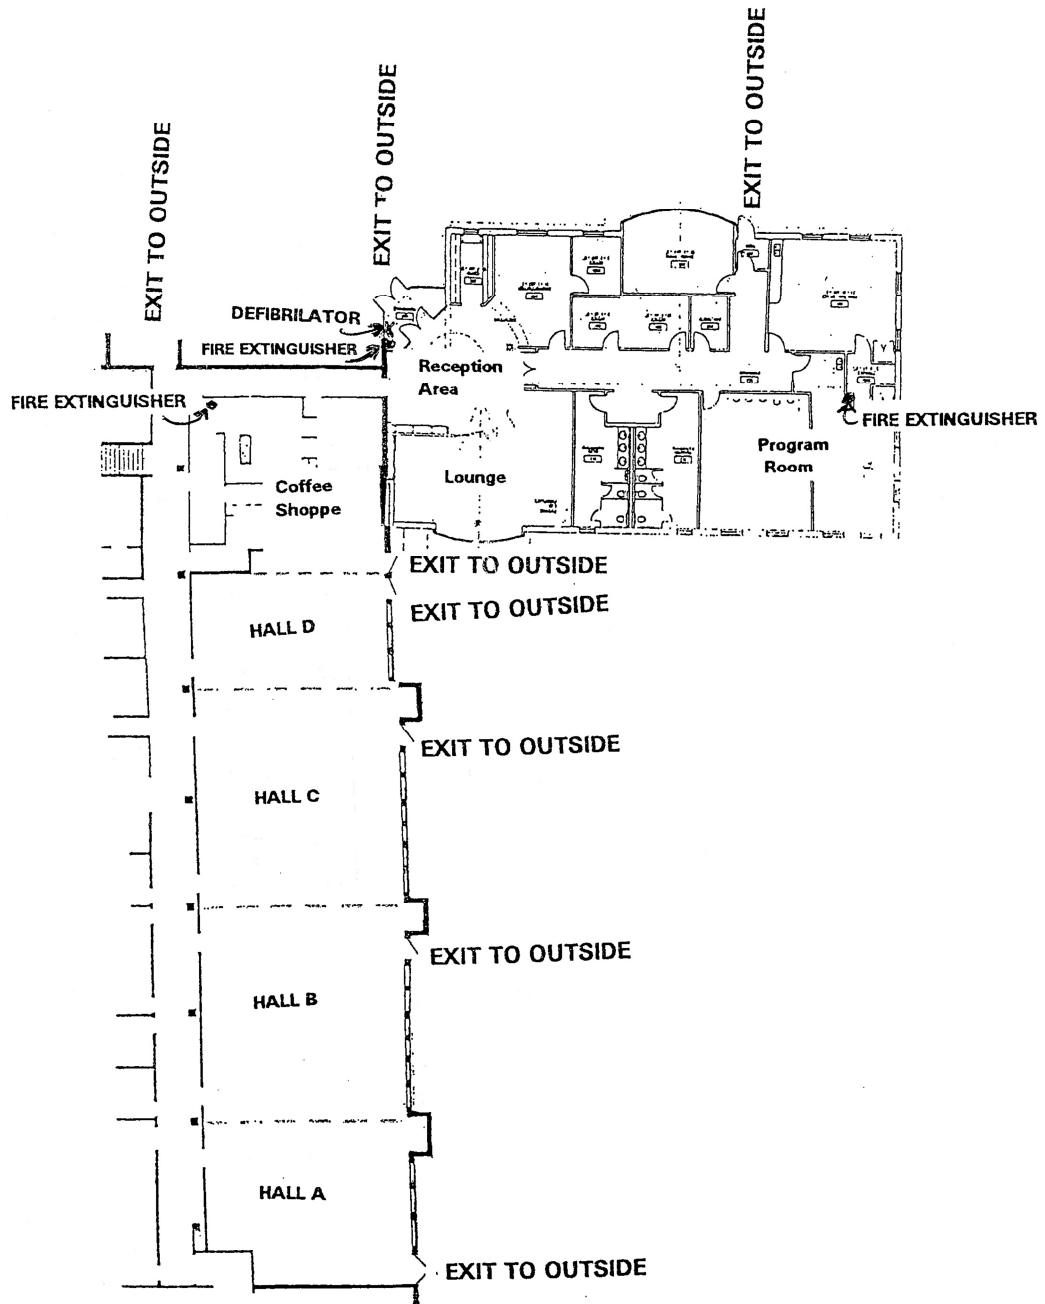 EXIT TO OUTSIDE
EXIT TO OUTSIDE
EXIT TO OUTSIDE
DEFIBRILATOR
FIRE EXTINGUISHER
FIRE EXTINGUISHER
Reception
Area
FIRE EXTINGUISHER
Program
Room
Lounge
Coffee
Shoppe
EXIT TO OUTSIDE
EXIT TO OUTSIDE
HALL D
EXIT TO OUTSIDE
HALL C
EXIT TO OUTSIDE
HALL B
HALL A
EXIT TO OUTSIDE